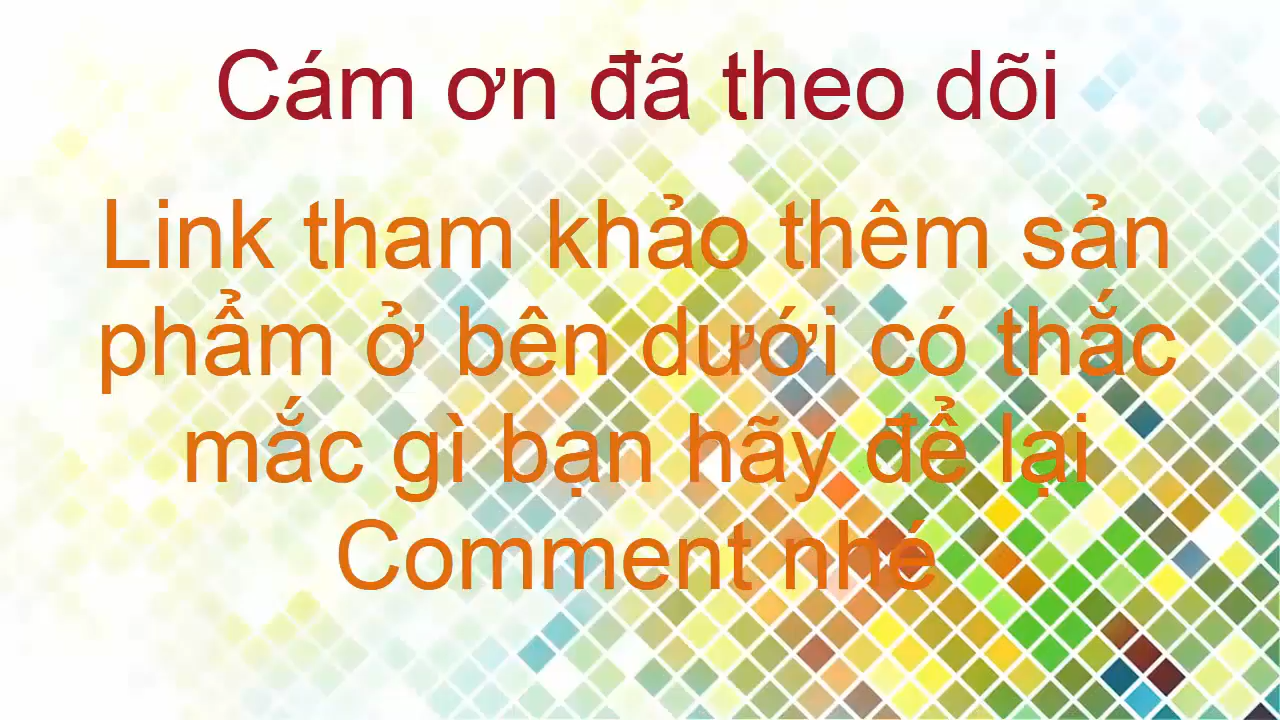 Cám ơn đã theo dõi
Link tham khảo thêm sản
phẩm ở bên dưới có thắc
mắc gì bạn hãy để lại
Comment nhé